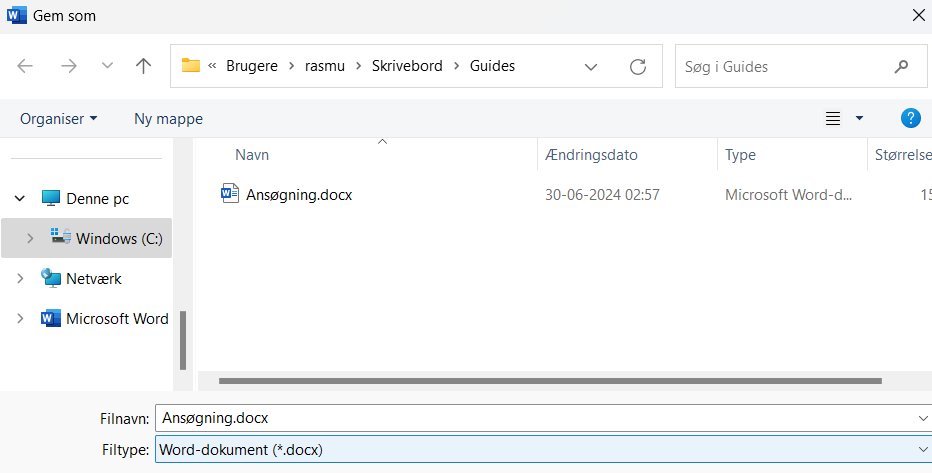 Gem som
« Brugere > rasmu > Skrivebord > Guides
Søg i Guides
Organiser Ny mappe
?
Navn Ændringsdato Type Størrelse
Ansøgning.docx 30-06-2024 02:57 Microsoft Word-d... 15
Denne pc
Windows (C:)
Netværk
Microsoft Word
Filnavn: Ansøgning.docx
Filtype: Word-dokument (*.docx)